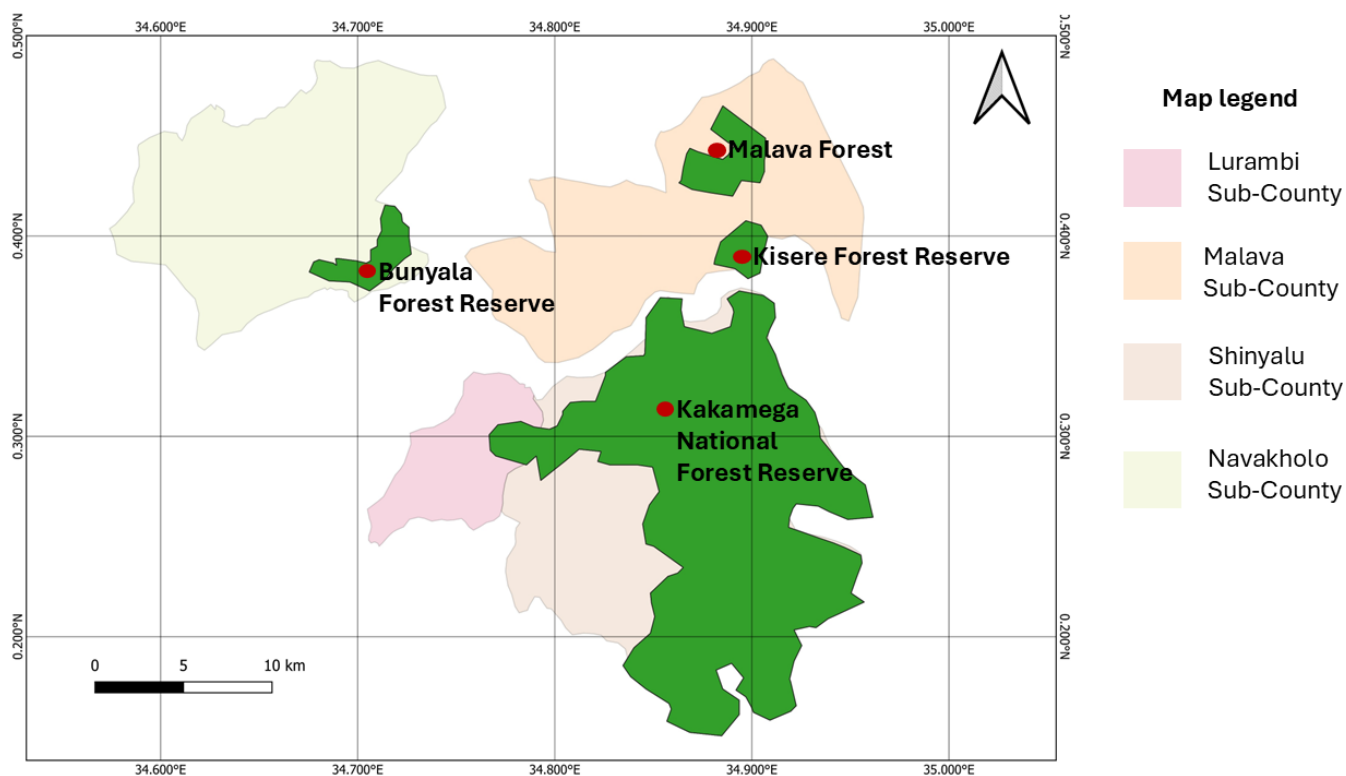 34.600°E 34.700°E 34.800°E 34.900°E 35.000°E
0.500°N
0.500°N
Map legend
Malava Forest
Lurambi
Sub-County
0.400°N
0.400°N
Kisere Forest Reserve
Bunyala
Forest Reserve
Malava
Sub-County
Shinyalu
Sub-County
Kakamega
National
Forest Reserve
0.300°N
0.300°N
Navakholo
Sub-County
0.200°N
0.200°N
0 5 10 km
34.600°E 34.700°E 34.800°E 34.900°E 35.000°E